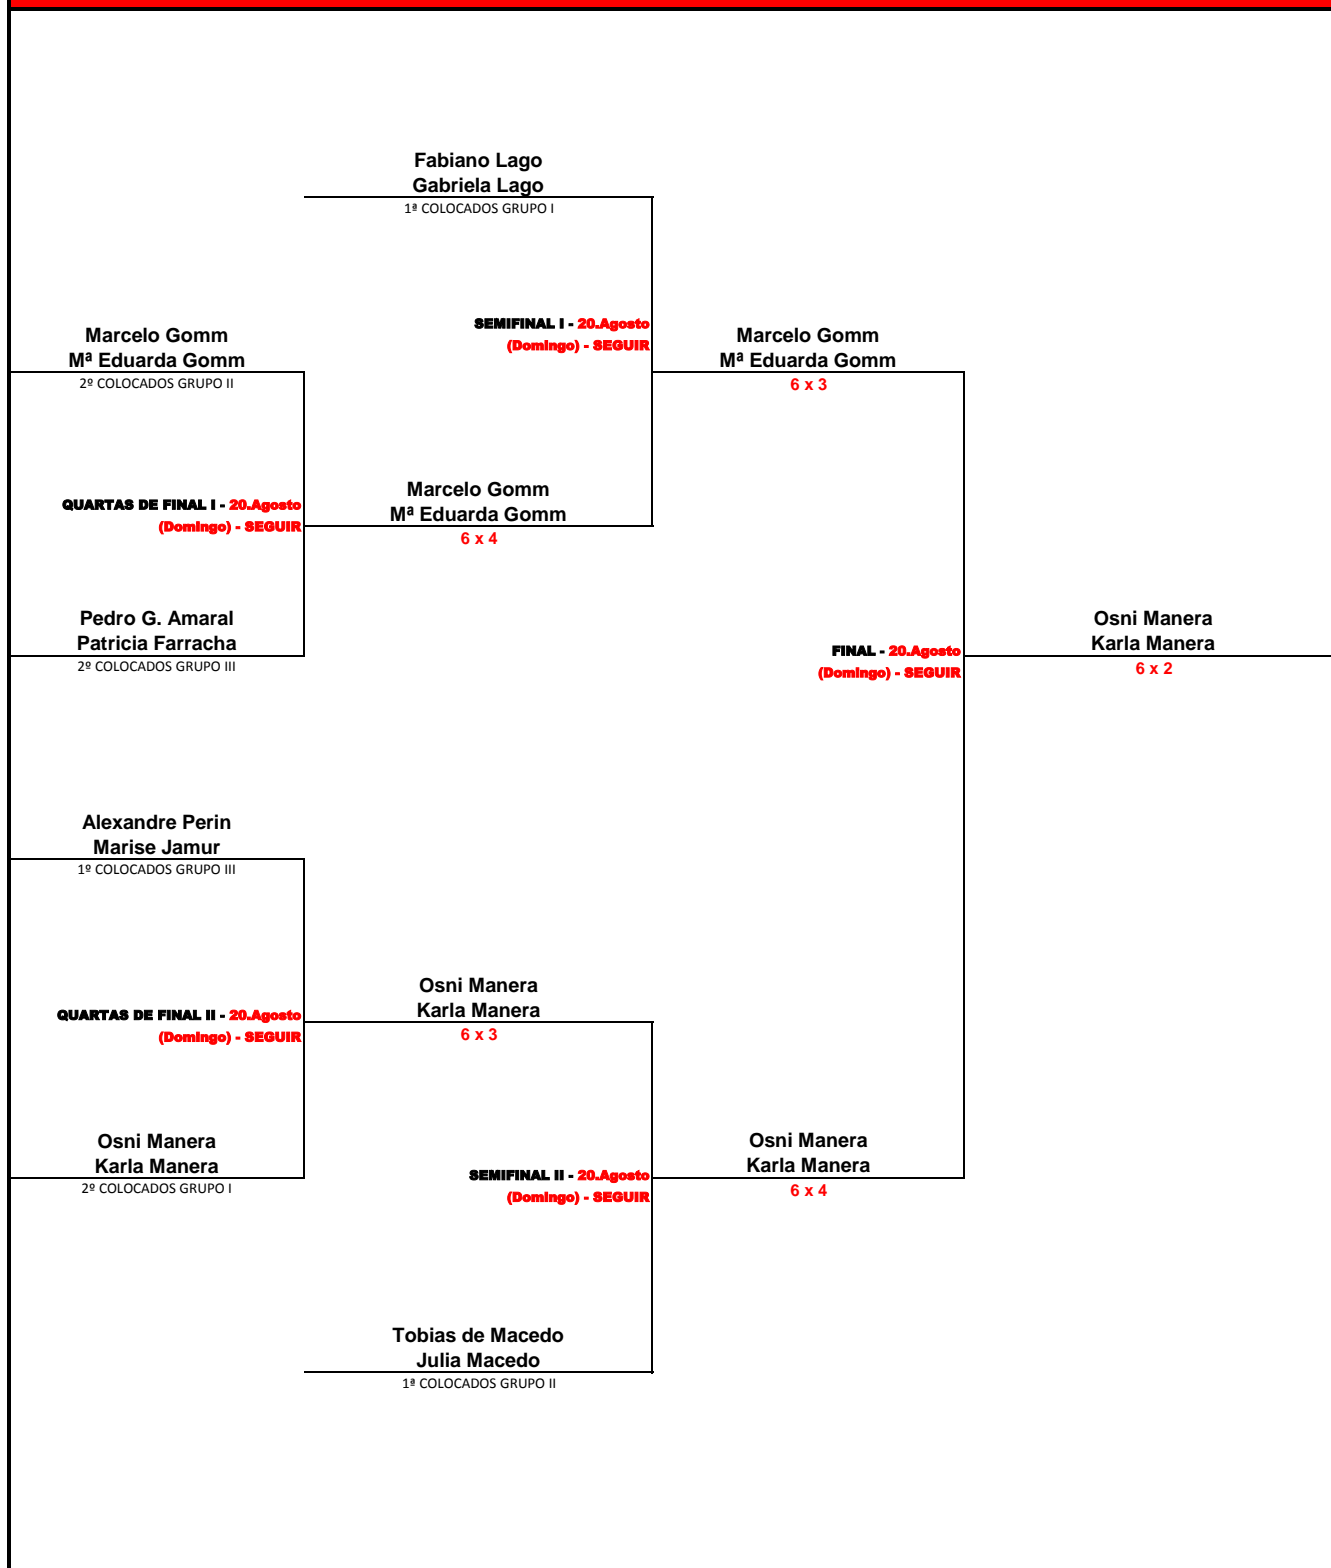 Fabiano Lago
Gabriela Lago
1ª COLOCADOS GRUPO I
SEMIFINAL I - 20.Agosto
(Domingo) - SEGUIR
Marcelo Gomm
Mª Eduarda Gomm
2º COLOCADOS GRUPO II
Marcelo Gomm
Mª Eduarda Gomm
6 x 3
QUARTAS DE FINAL I - 20.Agosto
(Domingo) - SEGUIR
Marcelo Gomm
Mª Eduarda Gomm
6 x 4
Pedro G. Amaral
Patricia Farracha
2º COLOCADOS GRUPO III
FINAL - 20.Agosto
(Domingo) - SEGUIR
Osni Manera
Karla Manera
6 x 2
Alexandre Perin
Marise Jamur
1º COLOCADOS GRUPO III
QUARTAS DE FINAL II - 20.Agosto
(Domingo) - SEGUIR
Osni Manera
Karla Manera
6 x 3
Osni Manera
Karla Manera
2º COLOCADOS GRUPO I
SEMIFINAL II - 20.Agosto
(Domingo) - SEGUIR
Osni Manera
Karla Manera
6 x 4
Tobias de Macedo
Julia Macedo
1ª COLOCADOS GRUPO II